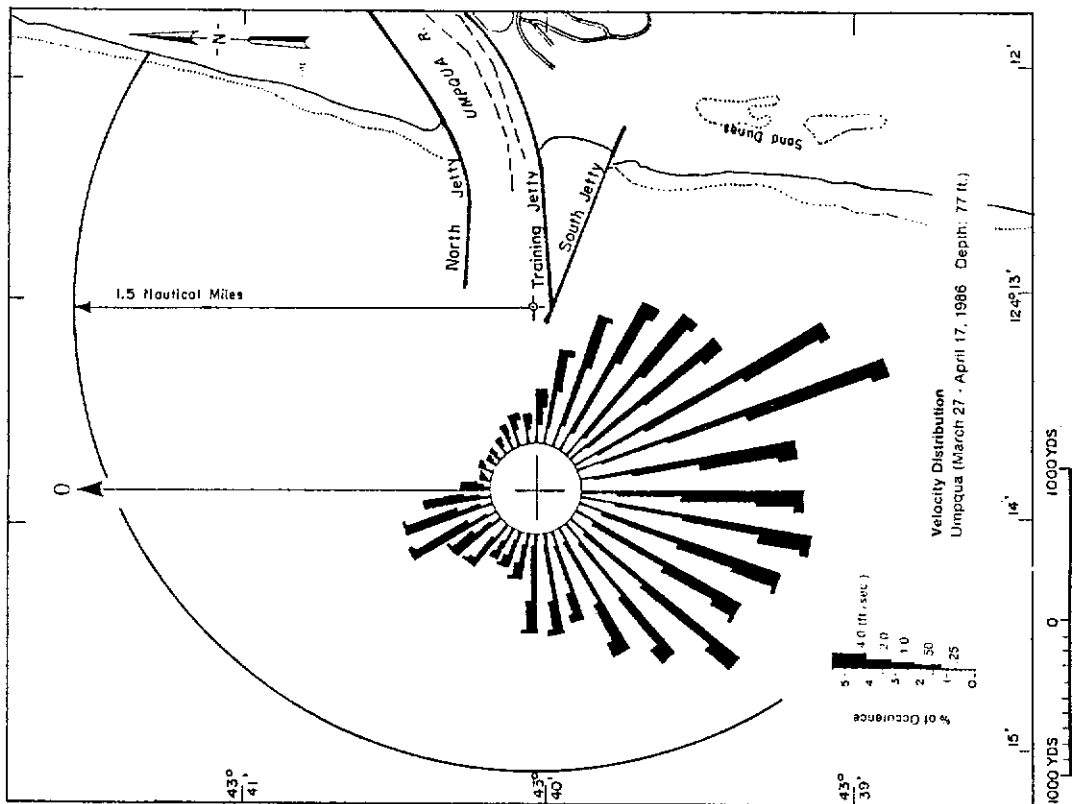 -N-
UMPQUA R.
0
1.5 Nautical Miles
North Jetty
Training Jetty
South Jetty
Sand Dunes
43°
41'
43°
40'
43°
39'
12'
124°13'
14'
15'
Velocity Distribution
Umpqua (March 27 - April 17, 1986 Depth: 77 ft.)
% of Occurence
5
4
3
2
1
0
4.0 (ft/sec)
2.0
1.0
.50
.25
1000 YDS
0
1000 YDS